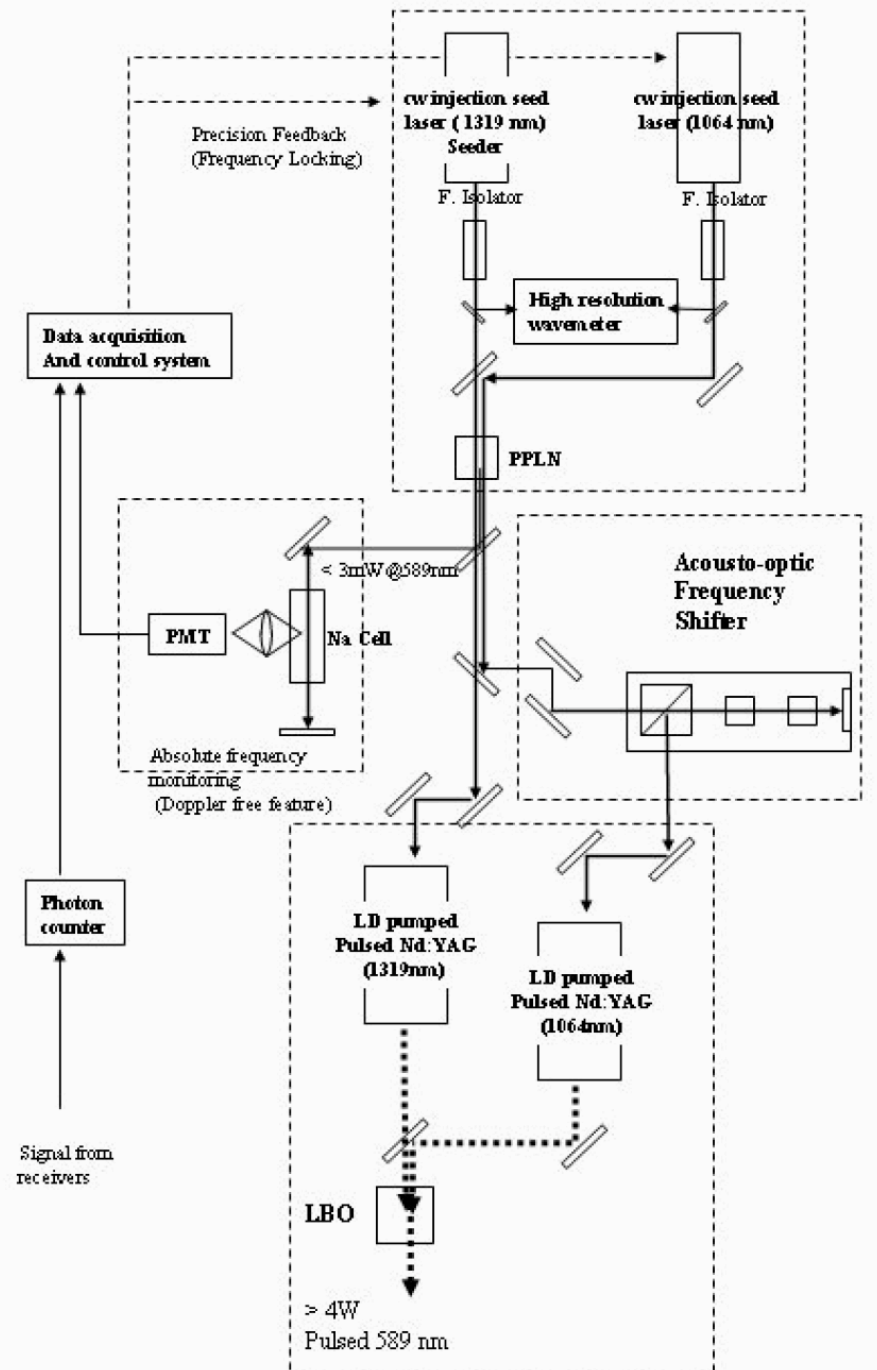 cw injection seed
laser ( 1319 nm)
Seeder
cw injection seed
laser (1064 nm)
Precision Feedback
(Frequency Locking)
F. Isolator
F. Isolator
High resolution
wavemeter
Data acquisition
And control system
PPLN
< 3mW@589nm
Acousto-optic
Frequency
Shifter
PMT
Na Cell
Absolute frequency
monitoring
(Doppler free feature)
Photon
counter
LD pumped
Pulsed Nd:YAG
(1319nm)
LD pumped
Pulsed Nd:YAG
(1064nm)
Signal from
receivers
LBO
> 4W
Pulsed 589 nm